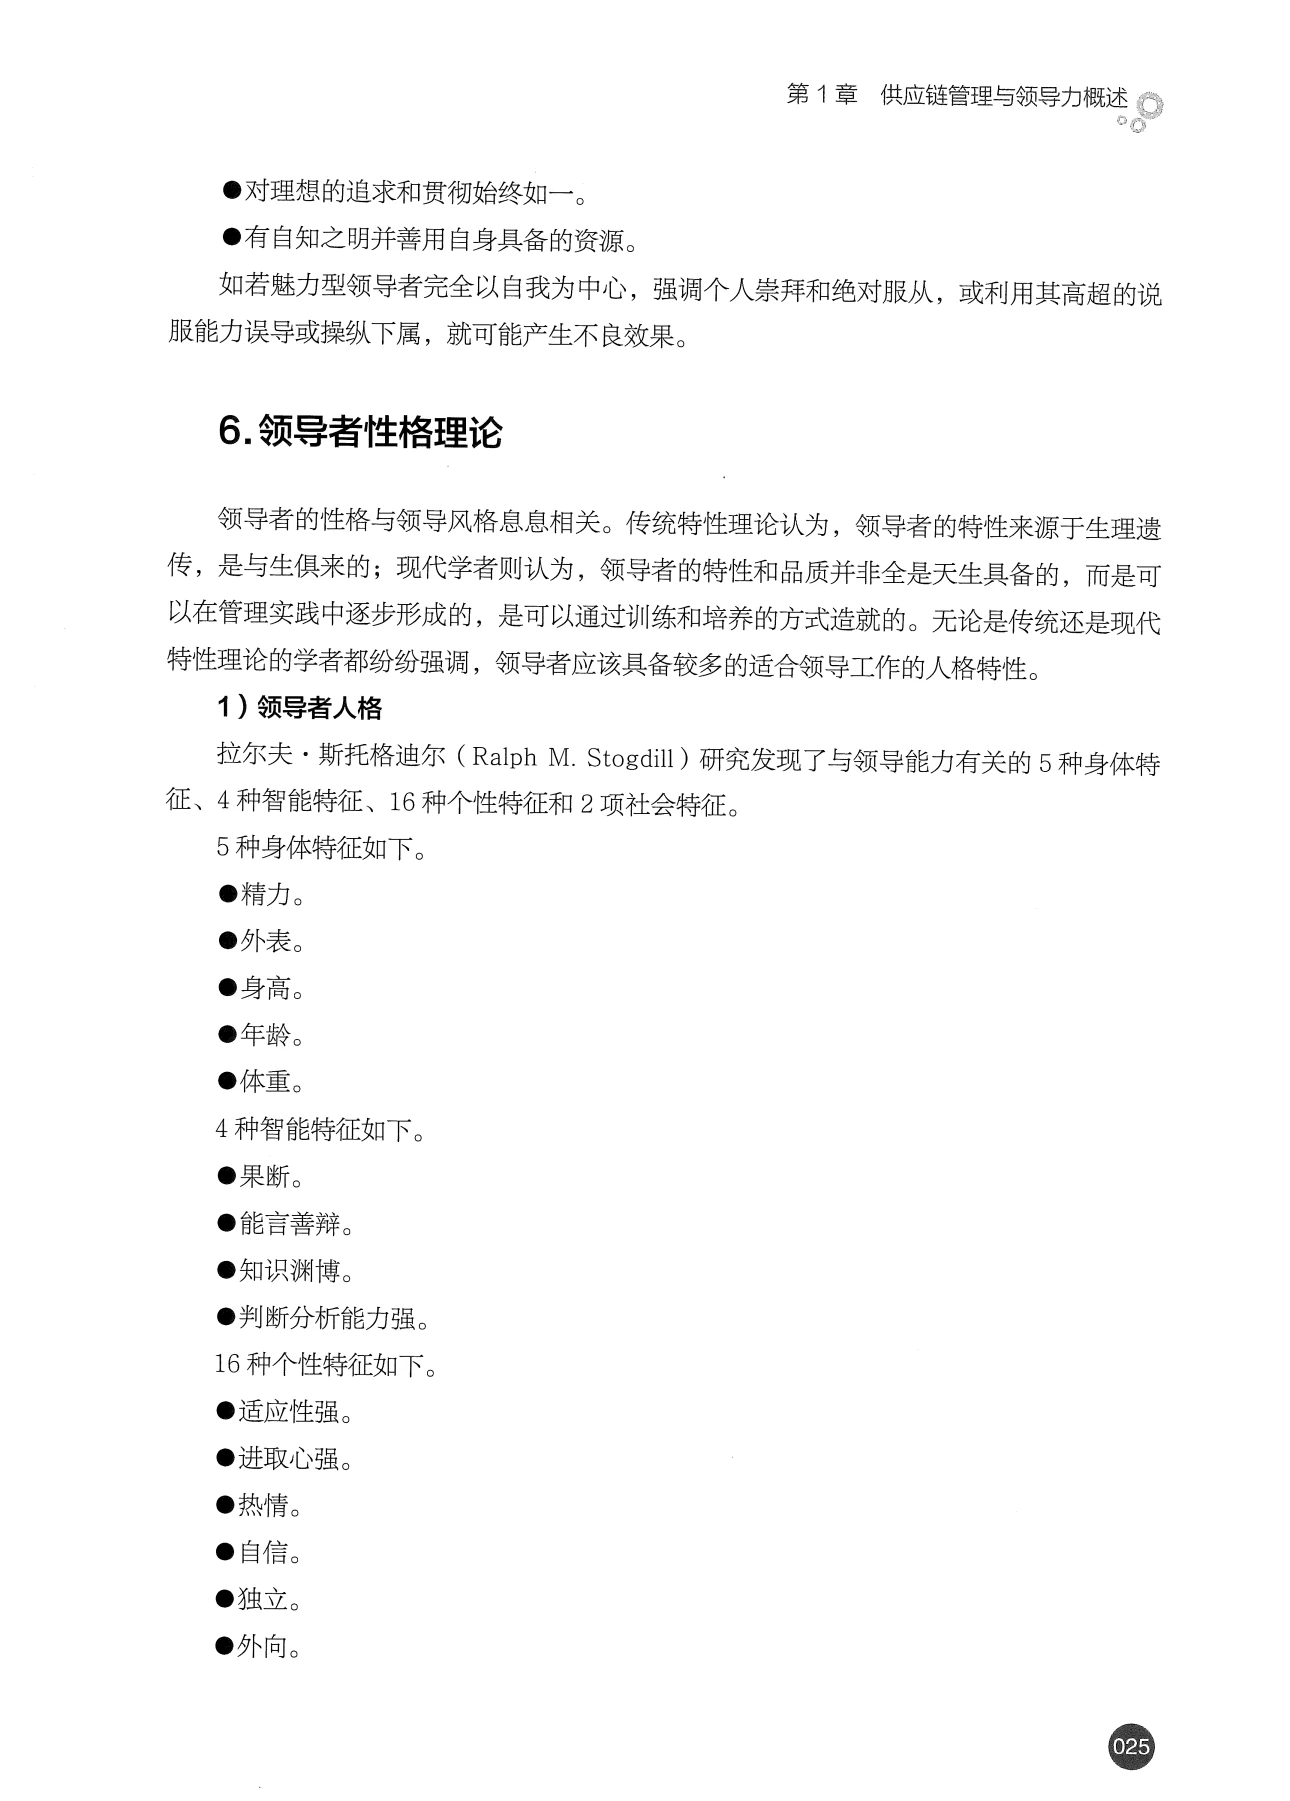 第 1 章 供应链管理与领导力概述
●对理想的追求和贯彻始终如一。
●有自知之明并善用自身具备的资源。
如若魅力型领导者完全以自我为中心，强调个人崇拜和绝对服从，或利用其高超的说
服能力误导或操纵下属，就可能产生不良效果。
6.领导者性格理论
领导者的性格与领导风格息息相关。传统特性理论认为，领导者的特性来源于生理遗
传，是与生俱来的；现代学者则认为，领导者的特性和品质并非全是天生具备的，而是可
以在管理实践中逐步形成的，是可以通过训练和培养的方式造就的。无论是传统还是现代
特性理论的学者都纷纷强调，领导者应该具备较多的适合领导工作的人格特性。
1）领导者人格
拉尔夫·斯托格迪尔（Ralph M. Stogdill）研究发现了与领导能力有关的 5 种身体特
征、4 种智能特征、16 种个性特征和 2 项社会特征。
5 种身体特征如下。
●精力。
●外表。
●身高。
●年龄。
●体重。
4 种智能特征如下。
●果断。
●能言善辩。
●知识渊博。
●判断分析能力强。
16 种个性特征如下。
●适应性强。
●进取心强。
●热情。
●自信。
●独立。
●外向。
025